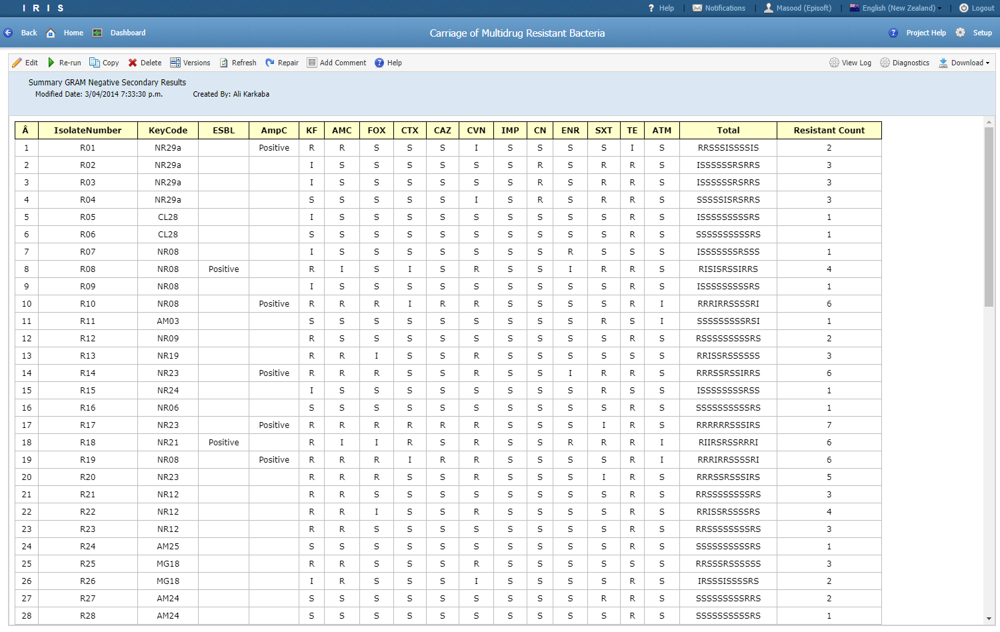 I R I S ? Help Notifications Masood (Episoft) English (New Zealand) Logout
Back Home Dashboard Carriage of Multidrug Resistant Bacteria ? Project Help Setup
Edit Re-run Copy Delete Versions Refresh Repair Add Comment ? Help View Log Diagnostics Download
Summary GRAM Negative Secondary Results
Modified Date: 3/04/2014 7:33:30 p.m. Created By: Ali Karkaba
Â IsolateNumber KeyCode ESBL AmpC KF AMC FOX CTX CAZ CVN IMP CN ENR SXT TE ATM Total Resistant Count
1 R01 NR29a Positive R R S S S I S S S S I S RRSSSISSSSIS 2
2 R02 NR29a I S S S S S S R S R R S ISSSSSSRSRRS 3
3 R03 NR29a I S S S S S S R S R R S ISSSSSSRSRRS 3
4 R04 NR29a S S S S S I S R S R R S SSSSSISRSRRS 3
5 R05 CL28 I S S S S S S S S S R S ISSSSSSSSSRS 1
6 R06 CL28 S S S S S S S S S S R S SSSSSSSSSSRS 1
7 R07 NR08 I S S S S S S S R S S S ISSSSSSSRSSS 1
8 R08 NR08 Positive R I S I S R S S I R R S RISISRSSIRRS 4
9 R09 NR08 I S S S S S S S S S R S ISSSSSSSSSRS 1
10 R10 NR08 Positive R R R I R R S S S S R I RRRIRRSSSSRI 6
11 R11 AM03 S S S S S S S S S R S I SSSSSSSSSRSI 1
12 R12 NR09 R S S S S S S S S S R S RSSSSSSSSSRS 2
13 R13 NR19 R R I S S R S S S S S S RRISSRSSSSSS 3
14 R14 NR23 Positive R R R S S R S S I R R S RRRSSRSSIRRS 6
15 R15 NR24 I S S S S S S S S R S S ISSSSSSSSRSS 1
16 R16 NR06 S S S S S S S S S S R S SSSSSSSSSSRS 1
17 R17 NR23 Positive R R R R R R S S S I R S RRRRRRSSSIRS 7
18 R18 NR21 Positive R I I R S R S S R R R I RIIRSRSSRRRI 6
19 R19 NR08 Positive R R R I R R S S S S R I RRRIRRSSSSRI 6
20 R20 NR23 R R R S S R S S S I R S RRRSSRSSSIRS 5
21 R21 NR12 R R S S S S S S S S R S RRSSSSSSSSRS 3
22 R22 NR12 R R I S S R S S S S R S RRISSRSSSSRS 4
23 R23 NR12 R R S S S S S S S S R S RRSSSSSSSSRS 3
24 R24 AM25 S S S S S S S S S S R S SSSSSSSSSSRS 1
25 R25 MG18 R R S S S R S S S S S S RRSSSRSSSSSS 3
26 R26 MG18 I R S S S I S S S S R S IRSSSISSSSRS 2
27 R27 AM24 S S S S S S S S S R R S SSSSSSSSSRRS 2
28 R28 AM24 S S S S S S S S S S R S SSSSSSSSSSRS 1